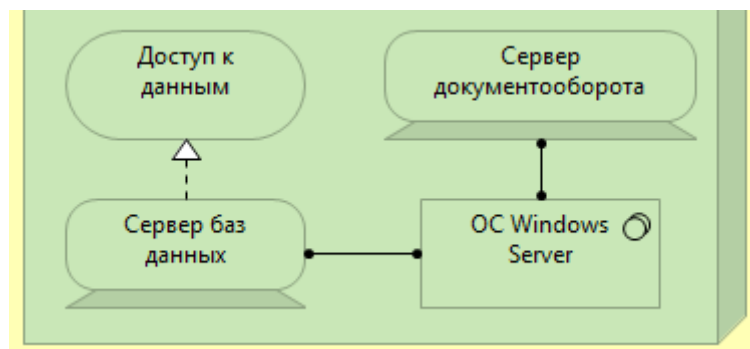 Доступ к
данным
Сервер
документооборота
Сервер баз
данных
ОС Windows
Server